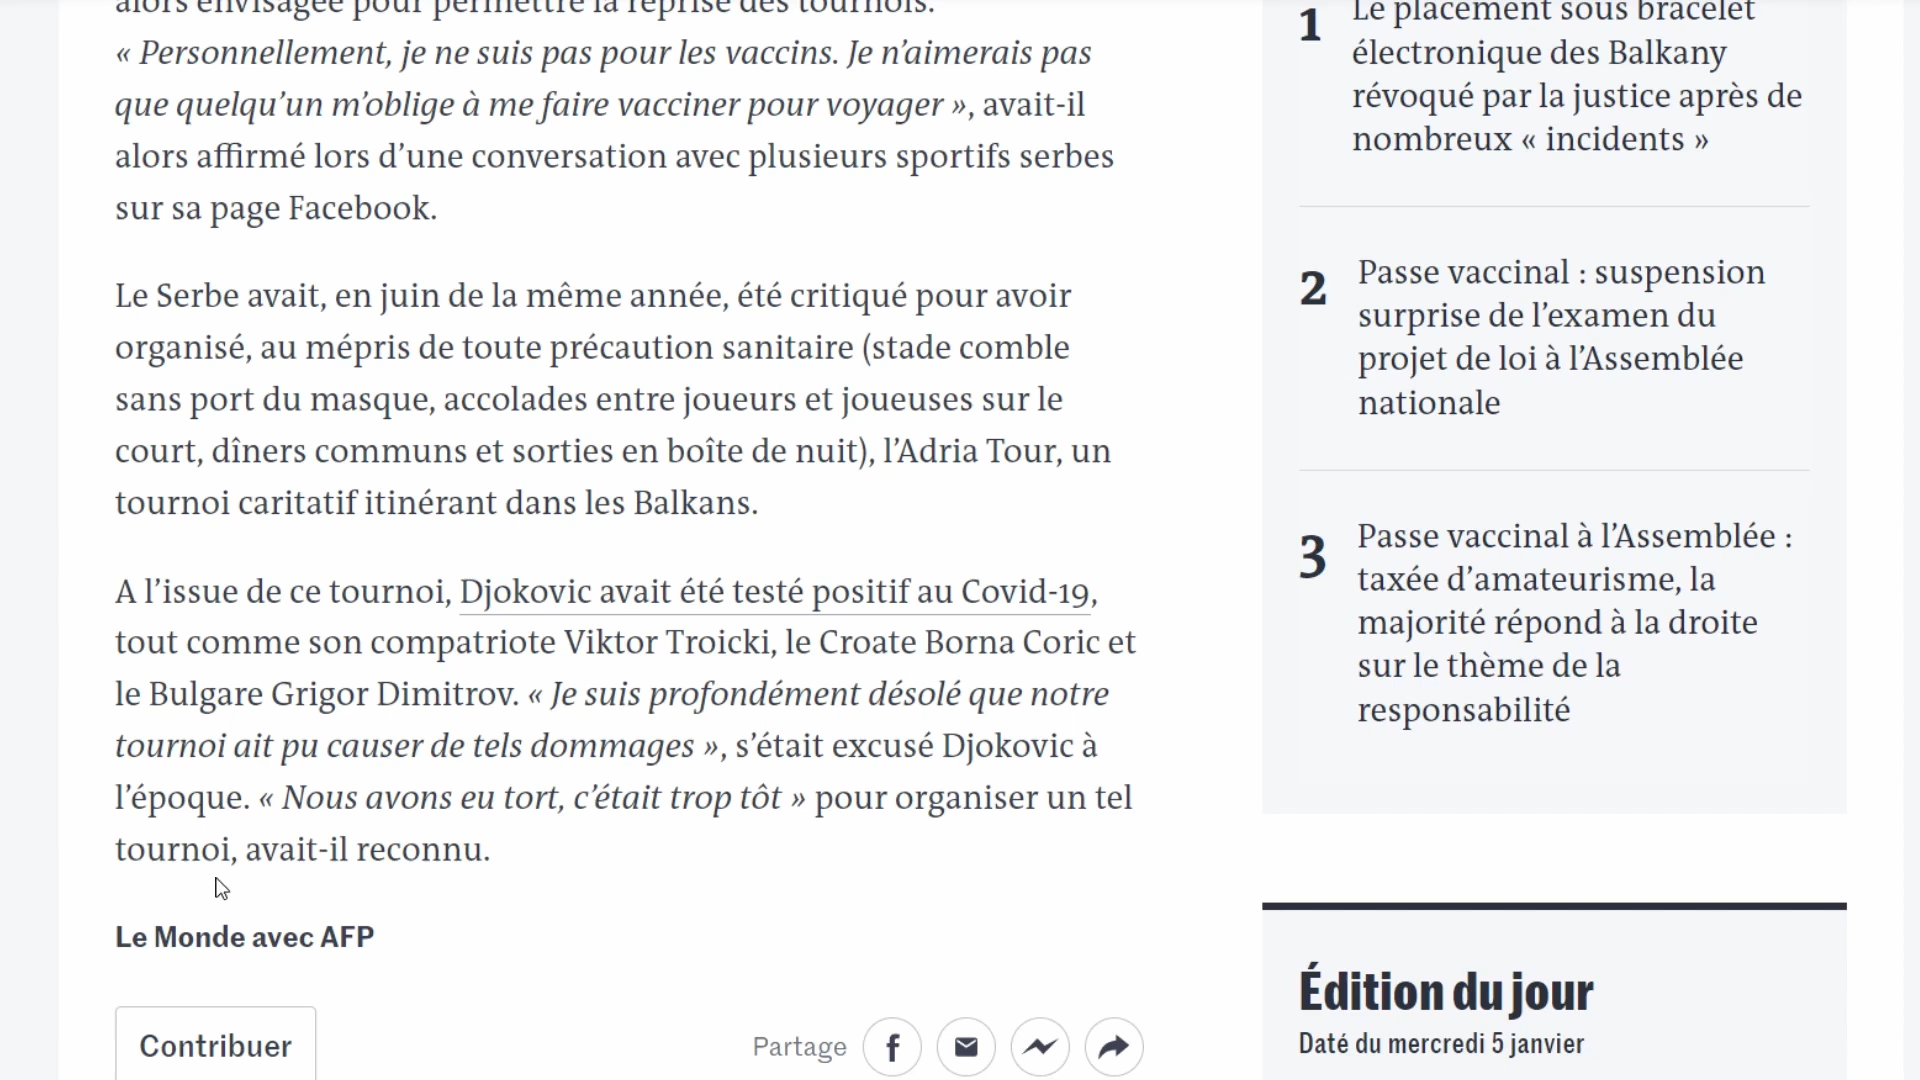 alors envisagée pour permettre la reprise des tournois.
« Personnellement, je ne suis pas pour les vaccins. Je n’aimerais pas
que quelqu’un m’oblige à me faire vacciner pour voyager », avait-il
alors affirmé lors d’une conversation avec plusieurs sportifs serbes
sur sa page Facebook.
Le Serbe avait, en juin de la même année, été critiqué pour avoir
organisé, au mépris de toute précaution sanitaire (stade comble
sans port du masque, accolades entre joueurs et joueuses sur le
court, dîners communs et sorties en boîte de nuit), l’Adria Tour, un
tournoi caritatif itinérant dans les Balkans.
A l’issue de ce tournoi, Djokovic avait été testé positif au Covid-19,
tout comme son compatriote Viktor Troicki, le Croate Borna Coric et
le Bulgare Grigor Dimitrov. « Je suis profondément désolé que notre
tournoi ait pu causer de tels dommages », s’était excusé Djokovic à
l’époque. « Nous avons eu tort, c’était trop tôt » pour organiser un tel
tournoi, avait-il reconnu.
Le Monde avec AFP
Contribuer
Partage
1 Le placement sous bracelet
électronique des Balkany
révoqué par la justice après de
nombreux « incidents »
2 Passe vaccinal : suspension
surprise de l’examen du
projet de loi à l’Assemblée
nationale
3 Passe vaccinal à l’Assemblée :
taxée d’amateurisme, la
majorité répond à la droite
sur le thème de la
responsabilité
Édition du jour
Daté du mercredi 5 janvier